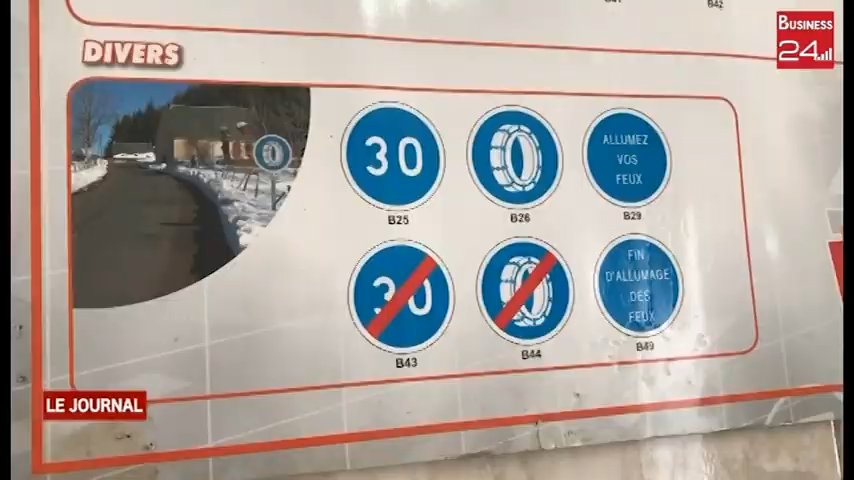 B42
BUSINESS
24
DIVERS
30
B25
B26
ALLUMEZ
VOS
FEUX
B29
30
B43
B44
FIN
D'ALLUMAGE
DES
FEUX
B49
LE JOURNAL